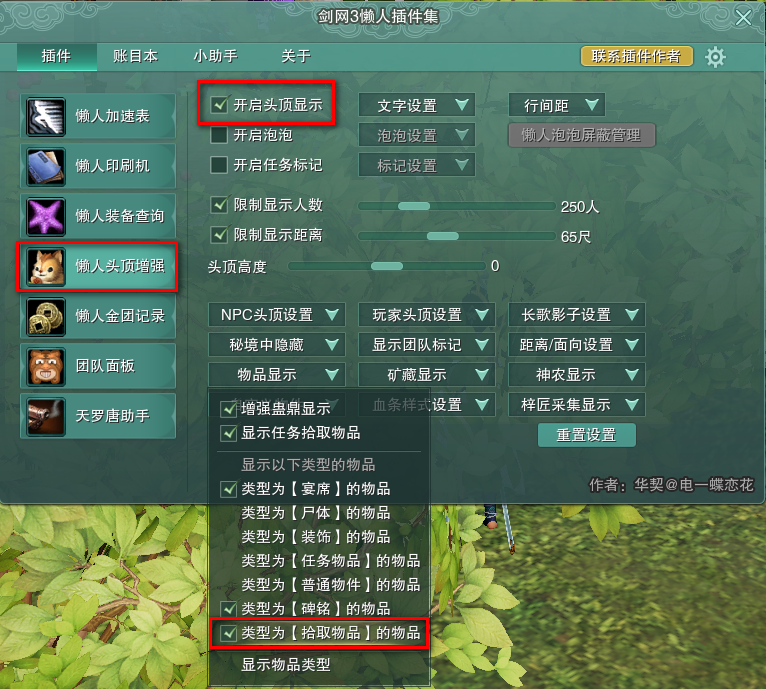 剑网3懒人插件集
插件 账目本 小助手 关于 联系插件作者
懒人加速表
懒人印刷机
懒人装备查询
懒人头顶增强
懒人金团记录
团队面板
天罗唐助手
开启头顶显示 文字设置 行间距
开启泡泡 泡泡设置 懒人泡泡屏蔽管理
开启任务标记 标记设置
限制显示人数 250人
限制显示距离 65尺
头顶高度 0
NPC头顶设置 玩家头顶设置 长歌影子设置
秘境中隐藏 显示团队标记 距离/面向设置
物品显示 矿藏显示 神农显示
血条样式设置 梓匠采集显示
重置设置
作者：华契@电一蝶恋花
增强蛊鼎显示
显示任务拾取物品
显示以下类型的物品
类型为【宴席】的物品
类型为【尸体】的物品
类型为【装饰】的物品
类型为【任务物品】的物品
类型为【普通物件】的物品
类型为【碑铭】的物品
类型为【拾取物品】的物品
显示物品类型